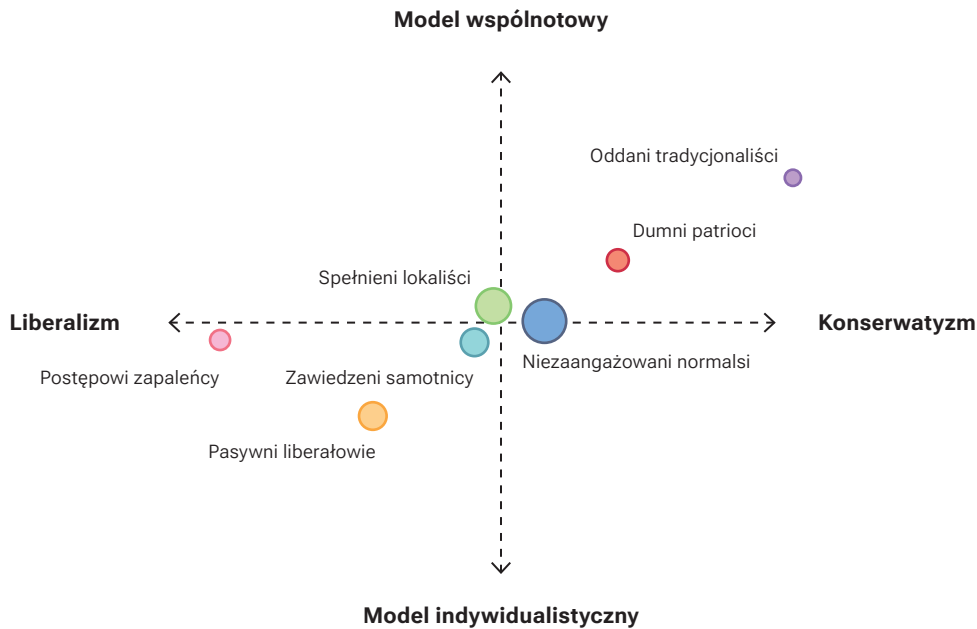 Model wspólnotowy
Oddani tradycjonaliści
Dumni patrioci
Spełnieni lokaliści
Liberalizm
Konserwatyzm
Niezaangażowani normalsi
Postępowi zapaleńcy
Zawiedzeni samotnicy
Pasywni liberałowie
Model indywidualistyczny